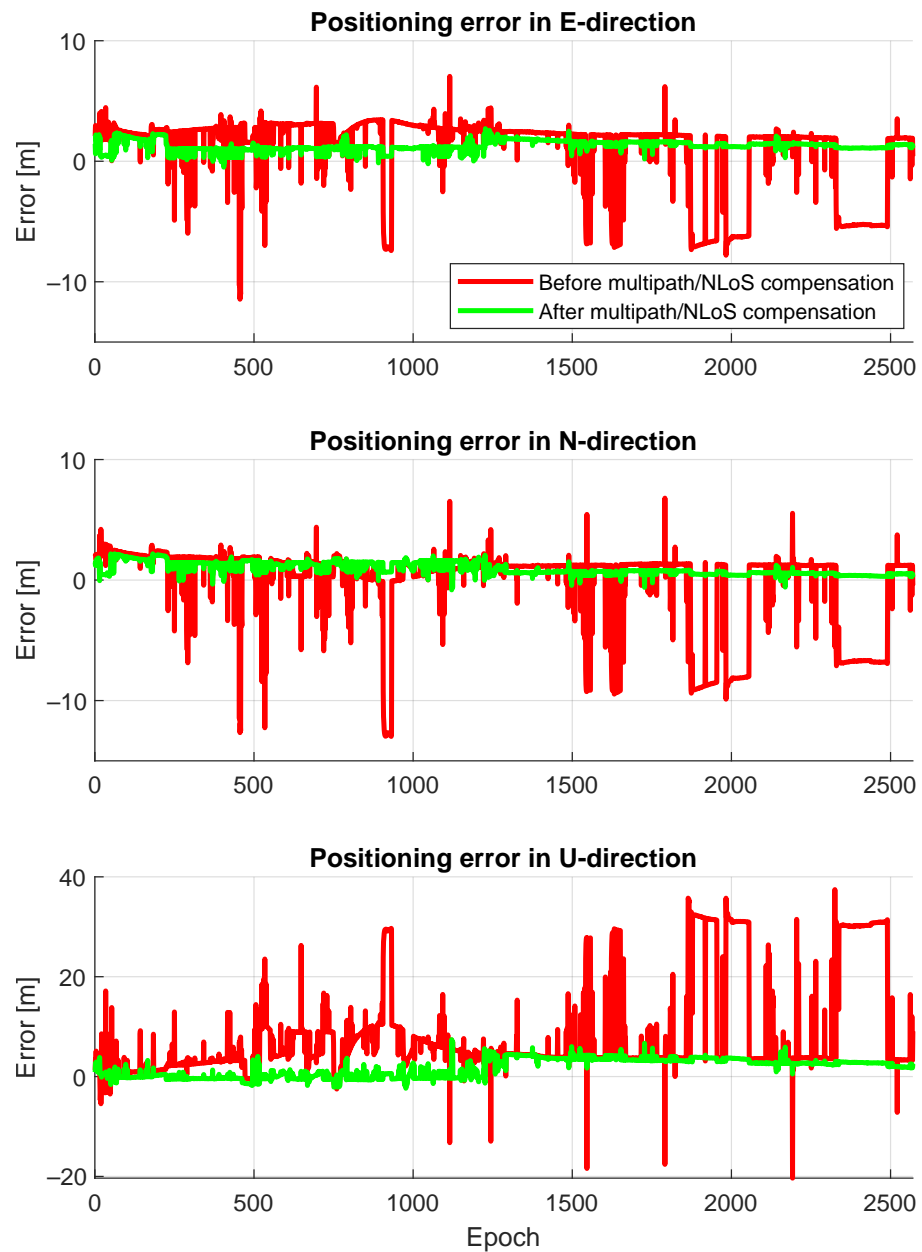 Positioning error in E-direction
10
0
–10
Error [m]
Before multipath/NLoS compensation
After multipath/NLoS compensation
0 500 1000 1500 2000 2500
Positioning error in N-direction
10
0
–10
Error [m]
0 500 1000 1500 2000 2500
Positioning error in U-direction
40
20
0
–20
Error [m]
0 500 1000 1500 2000 2500
Epoch